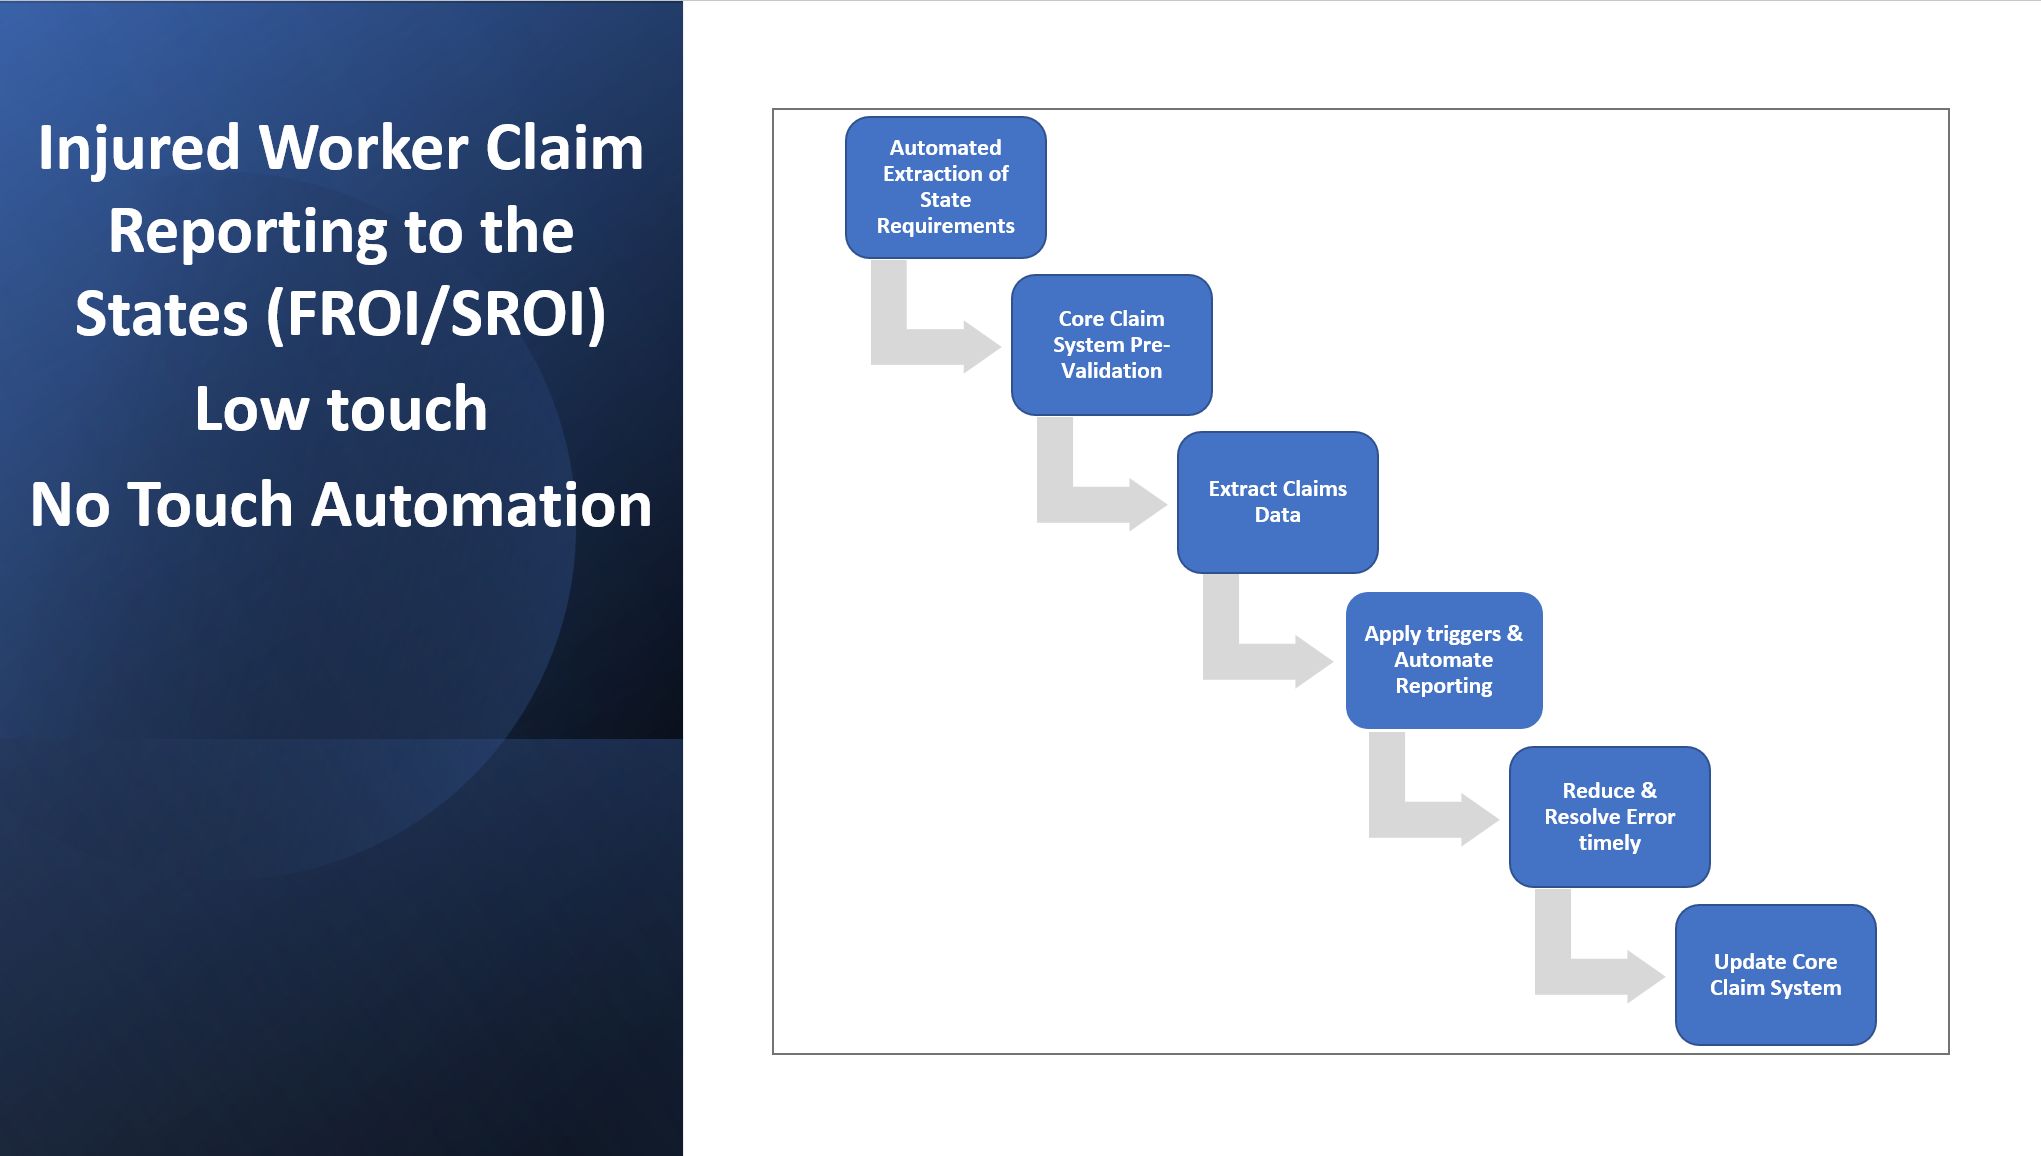 Injured Worker Claim
Reporting to the
States (FROI/SROI)
Low touch
No Touch Automation
Automated
Extraction of
State
Requirements
Core Claim
System Pre-
Validation
Extract Claims
Data
Apply triggers &
Automate
Reporting
Reduce &
Resolve Error
timely
Update Core
Claim System